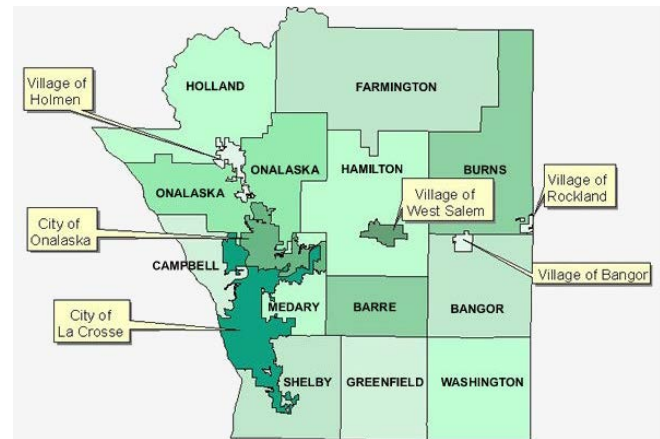 HOLLAND
FARMINGTON
Village of
Holmen
ONALASKA
HAMILTON
BURNS
ONALASKA
Village of
West Salem
Village of
Rockland
City of
Onalaska
CAMPBELL
Village of Bangor
MEDARY
BARRE
BANGOR
City of
La Crosse
SHELBY
GREENFIELD
WASHINGTON